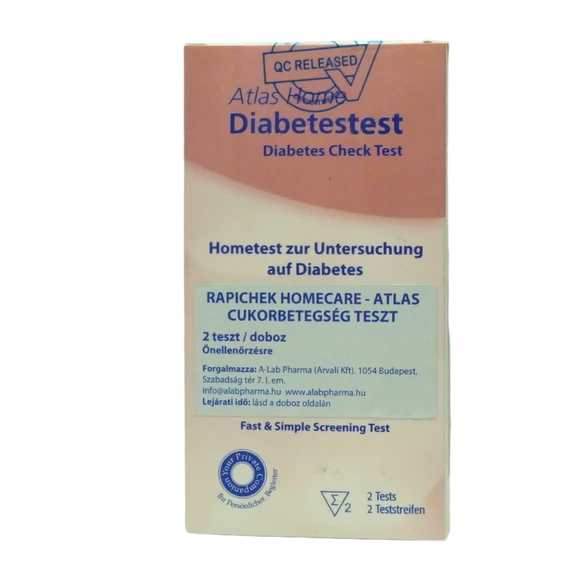 QC RELEASED
Atlas Home
Diabetestest
Diabetes Check Test
Hometest zur Untersuchung
auf Diabetes
RAPICHEK HOMECARE - ATLAS
CUKORBETEGSÉG TESZT
2 teszt / doboz
Önellenőrzésre
Forgalmazza: A-Lab Pharma (Arvali Kft). 1054 Budapest,
Szabadság tér 7. I. em.
info@alabpharma.hu www.alabpharma.hu
Lejárati idő: lásd a doboz oldalán
Fast & Simple Screening Test
Your Private Companion
Ihr Persönlicher Begleiter
Σ 2
2 Tests
2 Teststreifen